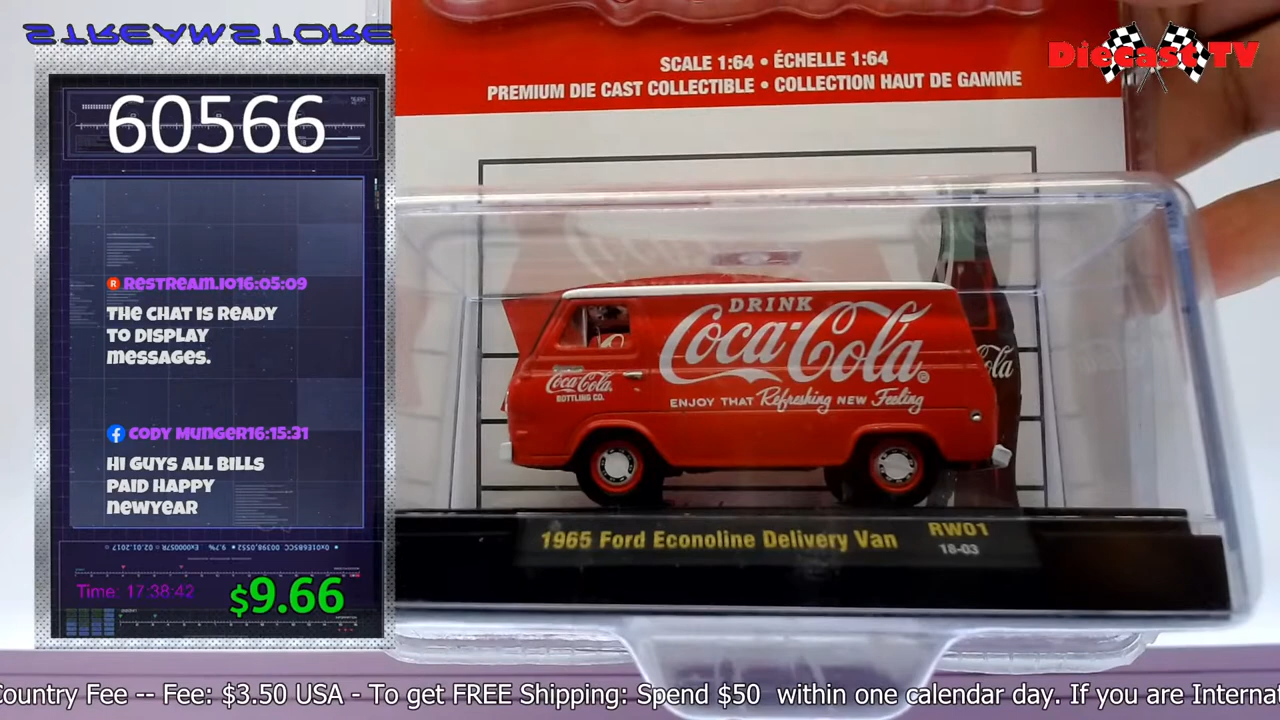 STREAMSTORE
60566
Restream.io16:05:09
THE CHAT IS READY
TO DISPLAY
MESSAGES.
Cody Munger16:15:31
HI GUYS ALL BILLS
PAID HAPPY
NEWYEAR
Time: 17:38:42
$9.66
Diecast TV
SCALE 1:64 • ÉCHELLE 1:64
PREMIUM DIE CAST COLLECTIBLE • COLLECTION HAUT DE GAMME
DRINK
Coca-Cola®
ENJOY THAT Refreshing NEW Feeling
Coca-Cola
BOTTLING CO.
1965 Ford Econoline Delivery Van
RW01
18-03
Country Fee -- Fee: $3.50 USA - To get FREE Shipping: Spend $50 within one calendar day. If you are Internat